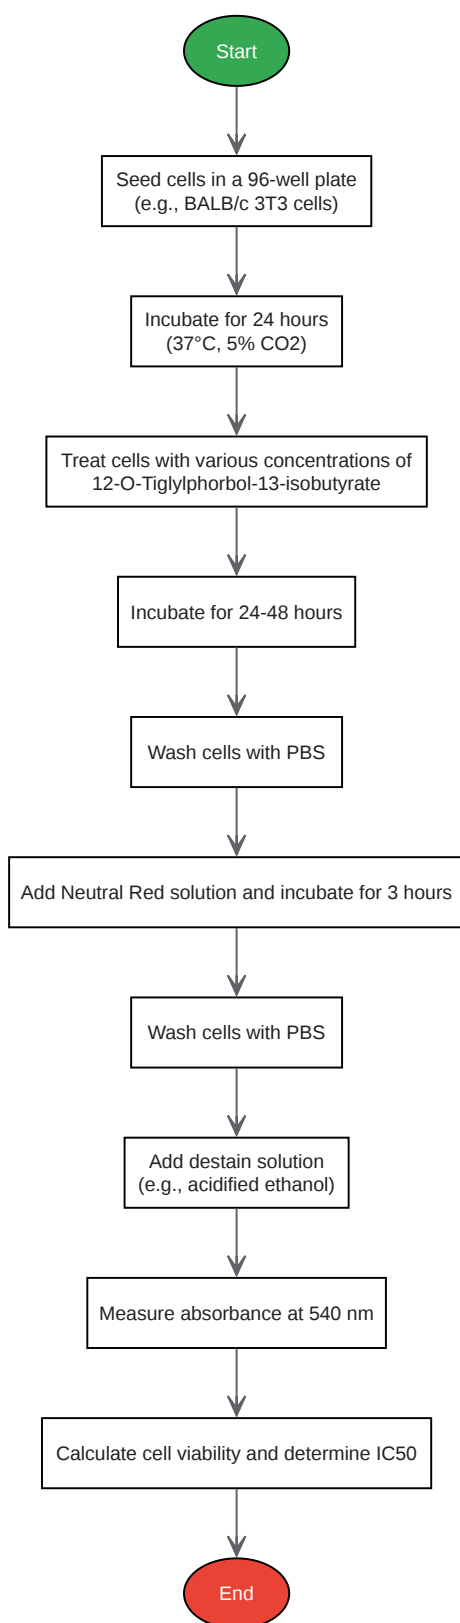 Start
Seed cells in a 96-well plate
(e.g., BALB/c 3T3 cells)
Incubate for 24 hours
(37°C, 5% CO2)
Treat cells with various concentrations of
12-O-Tiglylphorbol-13-isobutyrate
Incubate for 24-48 hours
Wash cells with PBS
Add Neutral Red solution and incubate for 3 hours
Wash cells with PBS
Add destain solution
(e.g., acidified ethanol)
Measure absorbance at 540 nm
Calculate cell viability and determine IC50
End